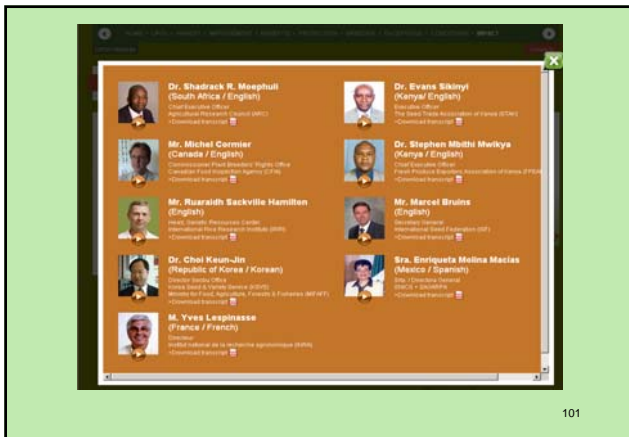 IMPACT
Dr. Shadrack R. Moephuli
(South Africa / English)
Chief Executive Officer
Agricultural Research Council (ARC)
>Download transcript
Mr. Michel Cormier
(Canada / English)
Commissioner Plant Breeders' Rights Office
Canadian Food Inspection Agency (CFIA)
>Download transcript
Mr. Ruaraidh Sackville Hamilton
(English)
Head, Genetic Resources Center
International Rice Research Institute (IRRI)
>Download transcript
Dr. Choi Keun-Jin
(Republic of Korea / Korean)
Director Seobu Office
Korea Seed & Variety Service (KSVS)
Ministry for Food, Agriculture, Forestry & Fisheries (MIFAFF)
>Download transcript
M. Yves Lespinasse
(France / French)
Directeur
Institut national de la recherche agronomique (INRA)
>Download transcript
Dr. Evans Sikinyi
(Kenya/ English)
Executive Officer
The Seed Trade Association of Kenya (STAK)
>Download transcript
Dr. Stephen Mbithi Mwikya
(Kenya / English)
Chief Executive Officer
Fresh Produce Exporters Association of Kenya
>Download transcript
Mr. Marcel Bruins
(English)
Secretary General
International Seed Federation (ISF)
>Download transcript
Sra. Enriqueta Molina Macías
(Mexico / Spanish)
Directora General
>Download transcript
101